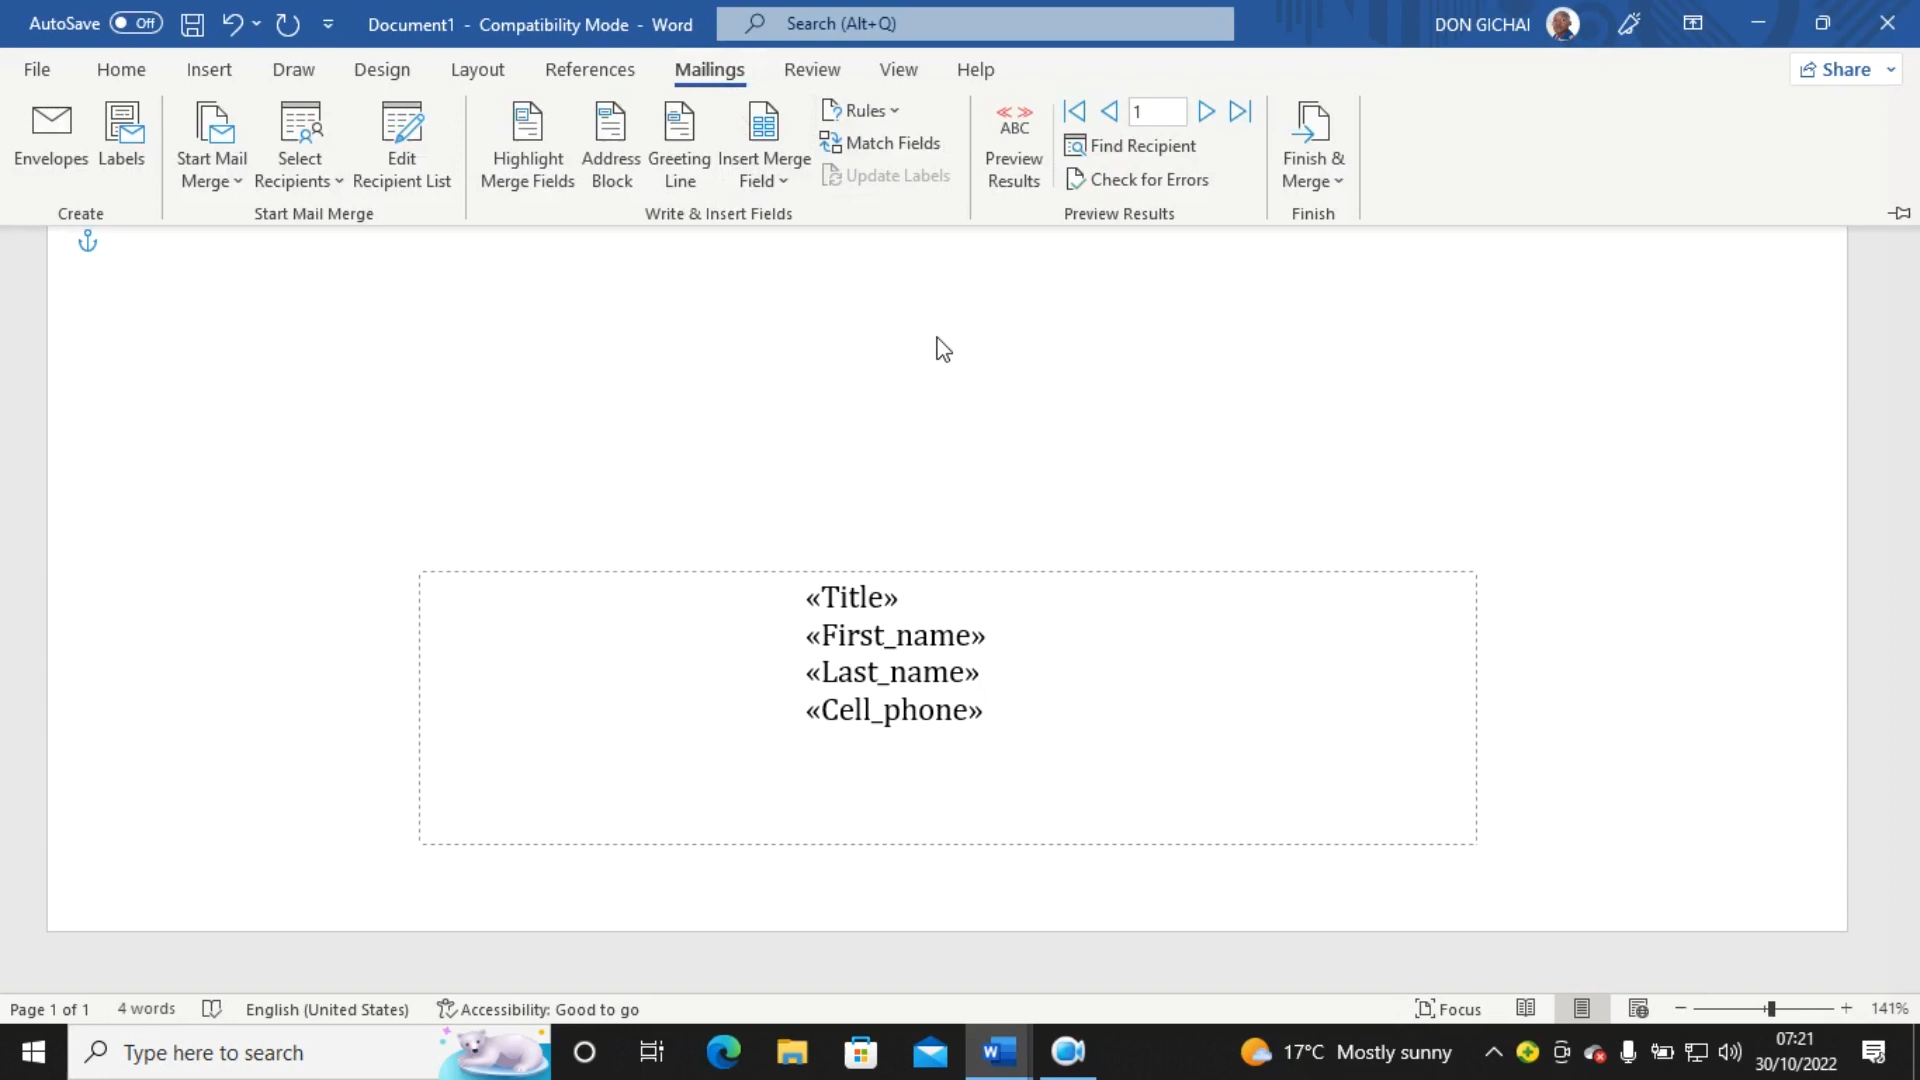 AutoSave Off Document1 - Compatibility Mode - Word Search (Alt+Q) DON GICHAI
File Home Insert Draw Design Layout References Mailings Review View Help Share
Envelopes Labels
Create
Start Mail Merge
Select Recipients
Edit Recipient List
Start Mail Merge
Highlight Merge Fields
Address Block
Greeting Line
Insert Merge Field
Rules
Match Fields
Update Labels
Write & Insert Fields
ABC
Preview Results
1
Find Recipient
Check for Errors
Preview Results
Finish & Merge
Finish
«Title»
«First_name»
«Last_name»
«Cell_phone»
Page 1 of 1 4 words English (United States) Accessibility: Good to go Focus 141%
Type here to search 17°C Mostly sunny 07:21
30/10/2022